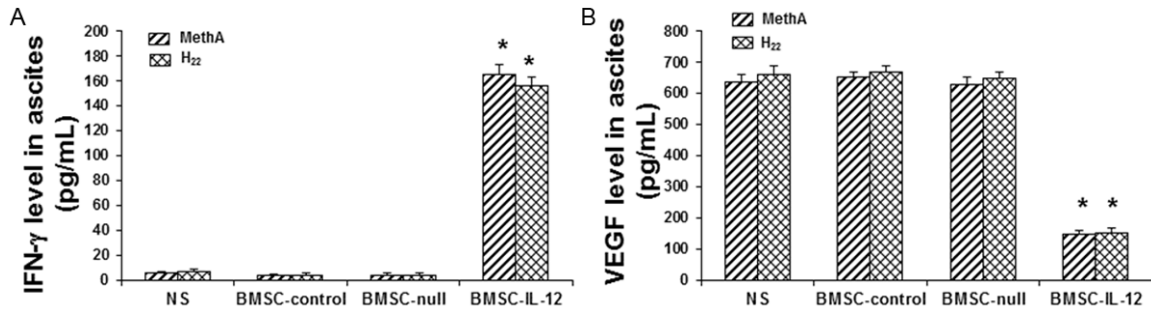 A
IFN-γ level in ascites
(pg/mL)
200
180
160
140
120
100
80
60
40
20
0
MethA
H₂₂
*
*
NS
BMSC-control
BMSC-null
BMSC-IL-12
B
VEGF level in ascites
(pg/mL)
800
700
600
500
400
300
200
100
0
MethA
H₂₂
*
*
NS
BMSC-control
BMSC-null
BMSC-IL-12